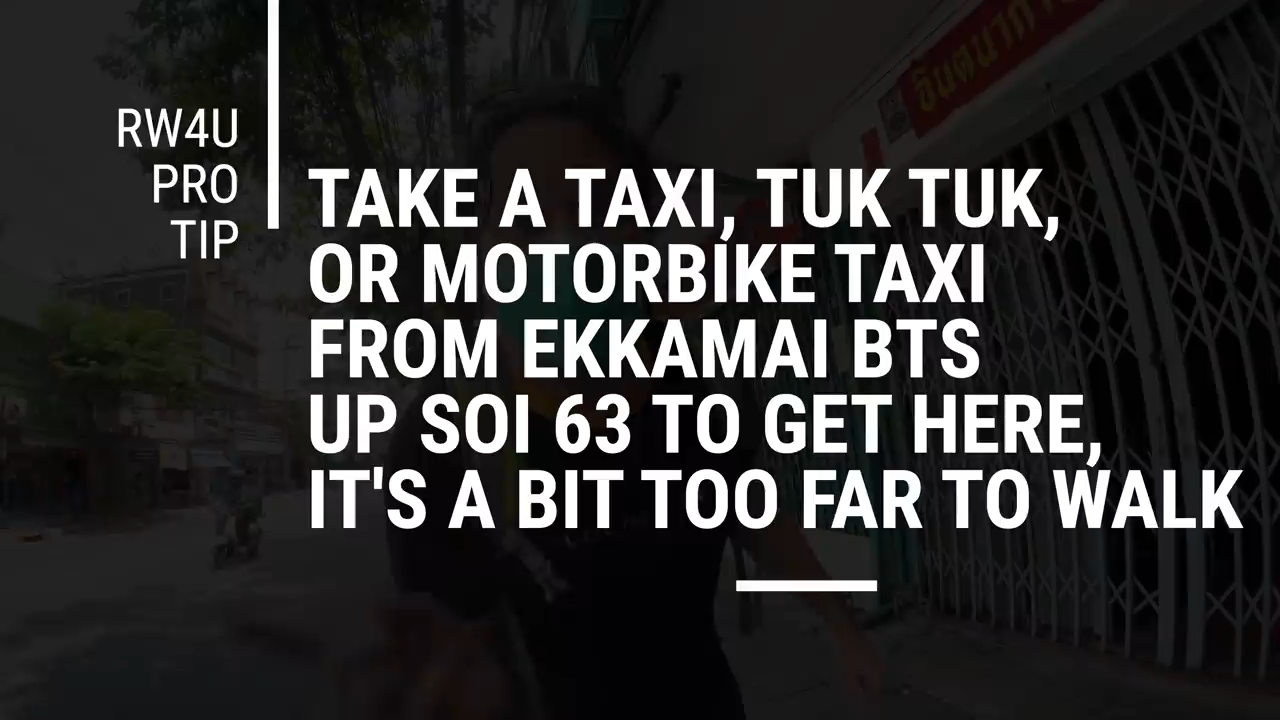 RW4U
PRO
TIP
TAKE A TAXI, TUK TUK,
OR MOTORBIKE TAXI
FROM EKKAMAI BTS
UP SOI 63 TO GET HERE,
IT'S A BIT TOO FAR TO WALK